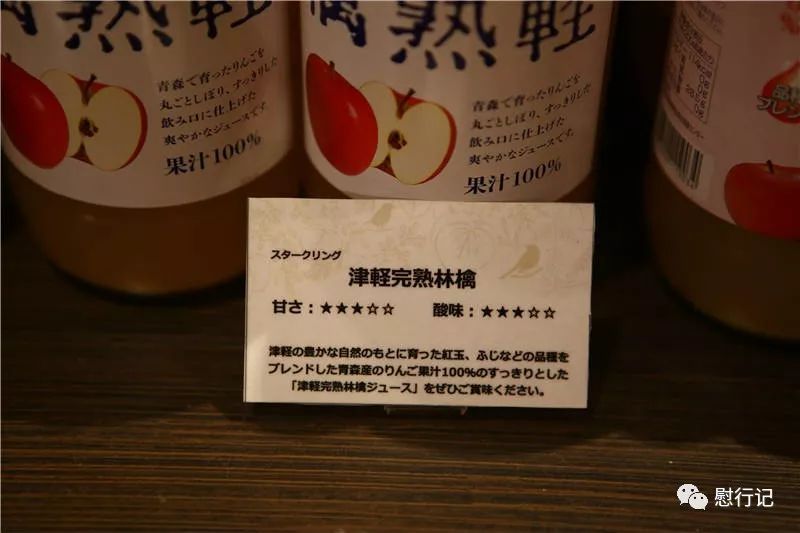 熟軽
青森で育ったりんごを
丸ごとしぼり、すっきりした
飲み口に仕上げた
爽やかなジュースです。
果汁100%
檎熟軽
青森で育ったりんごを
丸ごとしぼり、すっきりした
飲み口に仕上げた
爽やかなジュースです。
果汁100%
スタークリング
津軽完熟林檎
甘さ：★★★☆☆　酸味：★★★☆☆
津軽の豊かな自然のもとに育った紅玉、ふじなどの品種を
ブレンドした青森産のりんご果汁100%のすっきりとした
「津軽完熟林檎ジュース」をぜひご賞味ください。
慰行记